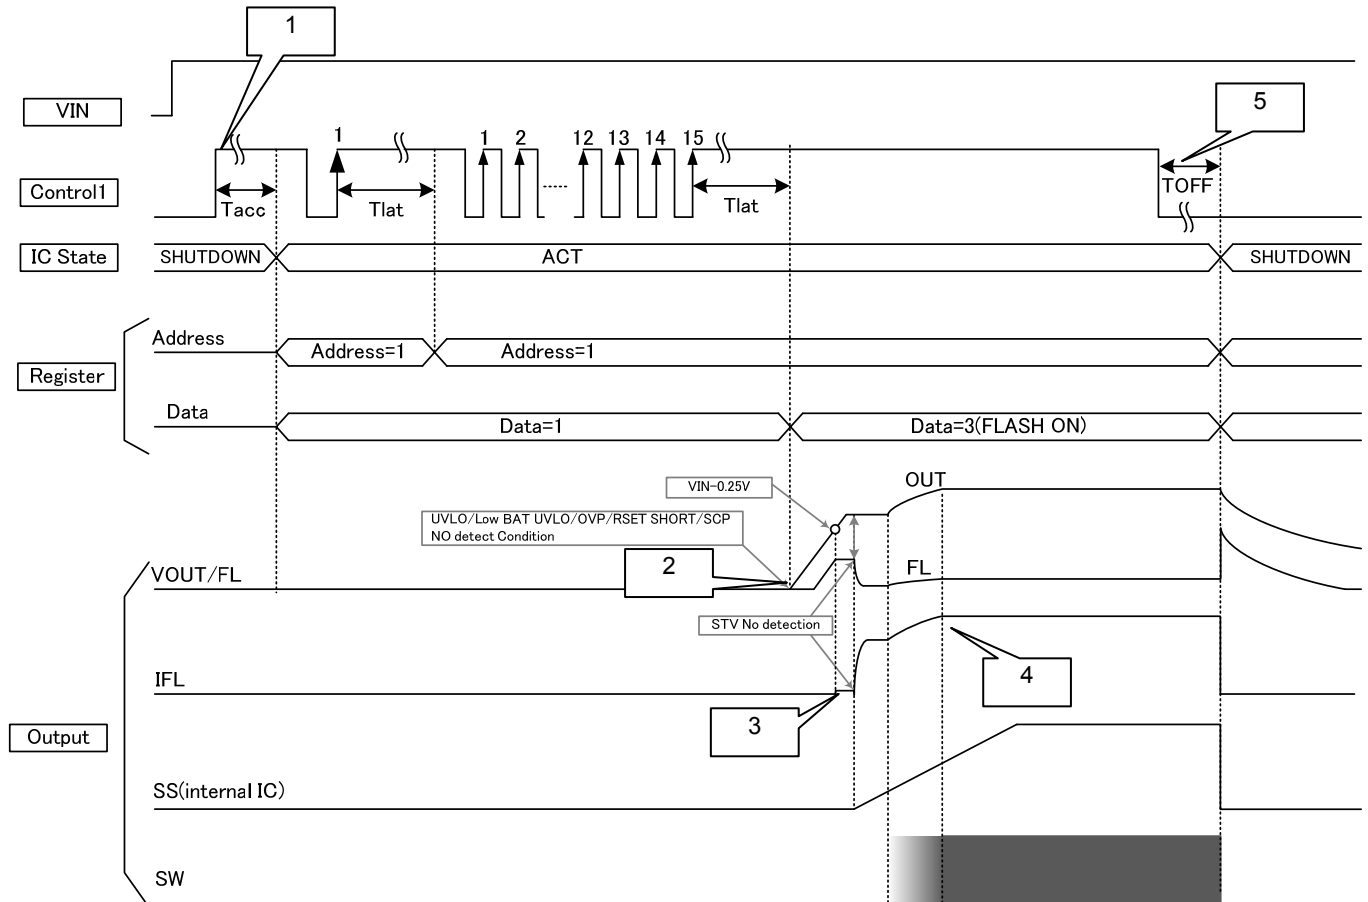 1
5
VIN
1
1
2
12
13
14
15
Control1
Tacc
Tlat
.....
Tlat
TOFF
IC State
SHUTDOWN
ACT
SHUTDOWN
Address
Address=1
Address=1
Register
Data
Data=1
Data=3(FLASH ON)
OUT
VIN-0.25V
UVLO/Low BAT UVLO/OVP/RSET SHORT/SCP
NO detect Condition
2
VOUT/FL
FL
STV No detection
4
IFL
3
Output
SS(internal IC)
SW